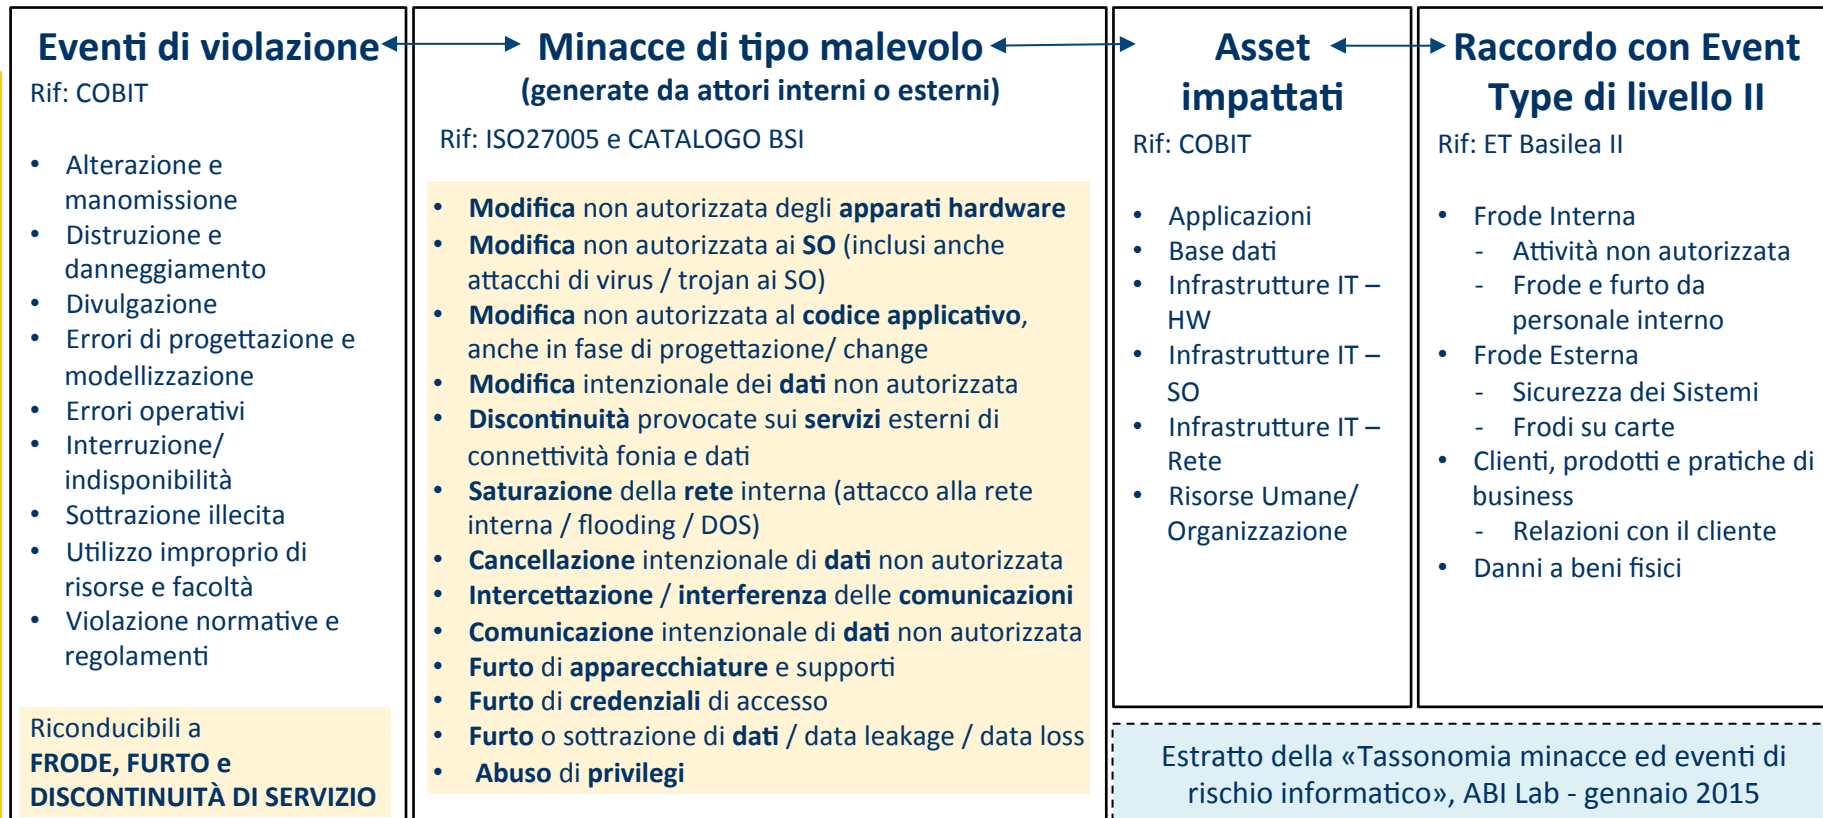 Eventi di violazione
Rif: COBIT
• Alterazione e
manomissione
• Distruzione e
danneggiamento
• Divulgazione
• Errori di progettazione e
modellizzazione
• Errori operativi
• Interruzione/
indisponibilità
• Sottrazione illecita
• Utilizzo improprio di
risorse e facoltà
• Violazione normative e
regolamenti
Riconducibili a
FRODE, FURTO e
DISCONTINUITÀ DI SERVIZIO
Minacce di tipo malevolo
(generate da attori interni o esterni)
Rif: ISO27005 e CATALOGO BSI
• Modifica non autorizzata degli apparati hardware
• Modifica non autorizzata ai SO (inclusi anche
attacchi di virus / trojan ai SO)
• Modifica non autorizzata al codice applicativo,
anche in fase di progettazione/ change
• Modifica intenzionale dei dati non autorizzata
• Discontinuità provocate sui servizi esterni di
connettività fonia e dati
• Saturazione della rete interna (attacco alla rete
interna / flooding / DOS)
• Cancellazione intenzionale di dati non autorizzata
• Intercettazione / interferenza delle comunicazioni
• Comunicazione intenzionale di dati non autorizzata
• Furto di apparecchiature e supporti
• Furto di credenziali di accesso
• Furto o sottrazione di dati / data leakage / data loss
• Abuso di privilegi
Asset
impattati
Rif: COBIT
• Applicazioni
• Base dati
• Infrastrutture IT –
HW
• Infrastrutture IT –
SO
• Infrastrutture IT –
Rete
• Risorse Umane/
Organizzazione
Raccordo con Event
Type di livello II
Rif: ET Basilea II
• Frode Interna
- Attività non autorizzata
- Frode e furto da
personale interno
• Frode Esterna
- Sicurezza dei Sistemi
- Frodi su carte
• Clienti, prodotti e pratiche di
business
- Relazioni con il cliente
• Danni a beni fisici
Estratto della «Tassonomia minacce ed eventi di
rischio informatico», ABI Lab - gennaio 2015